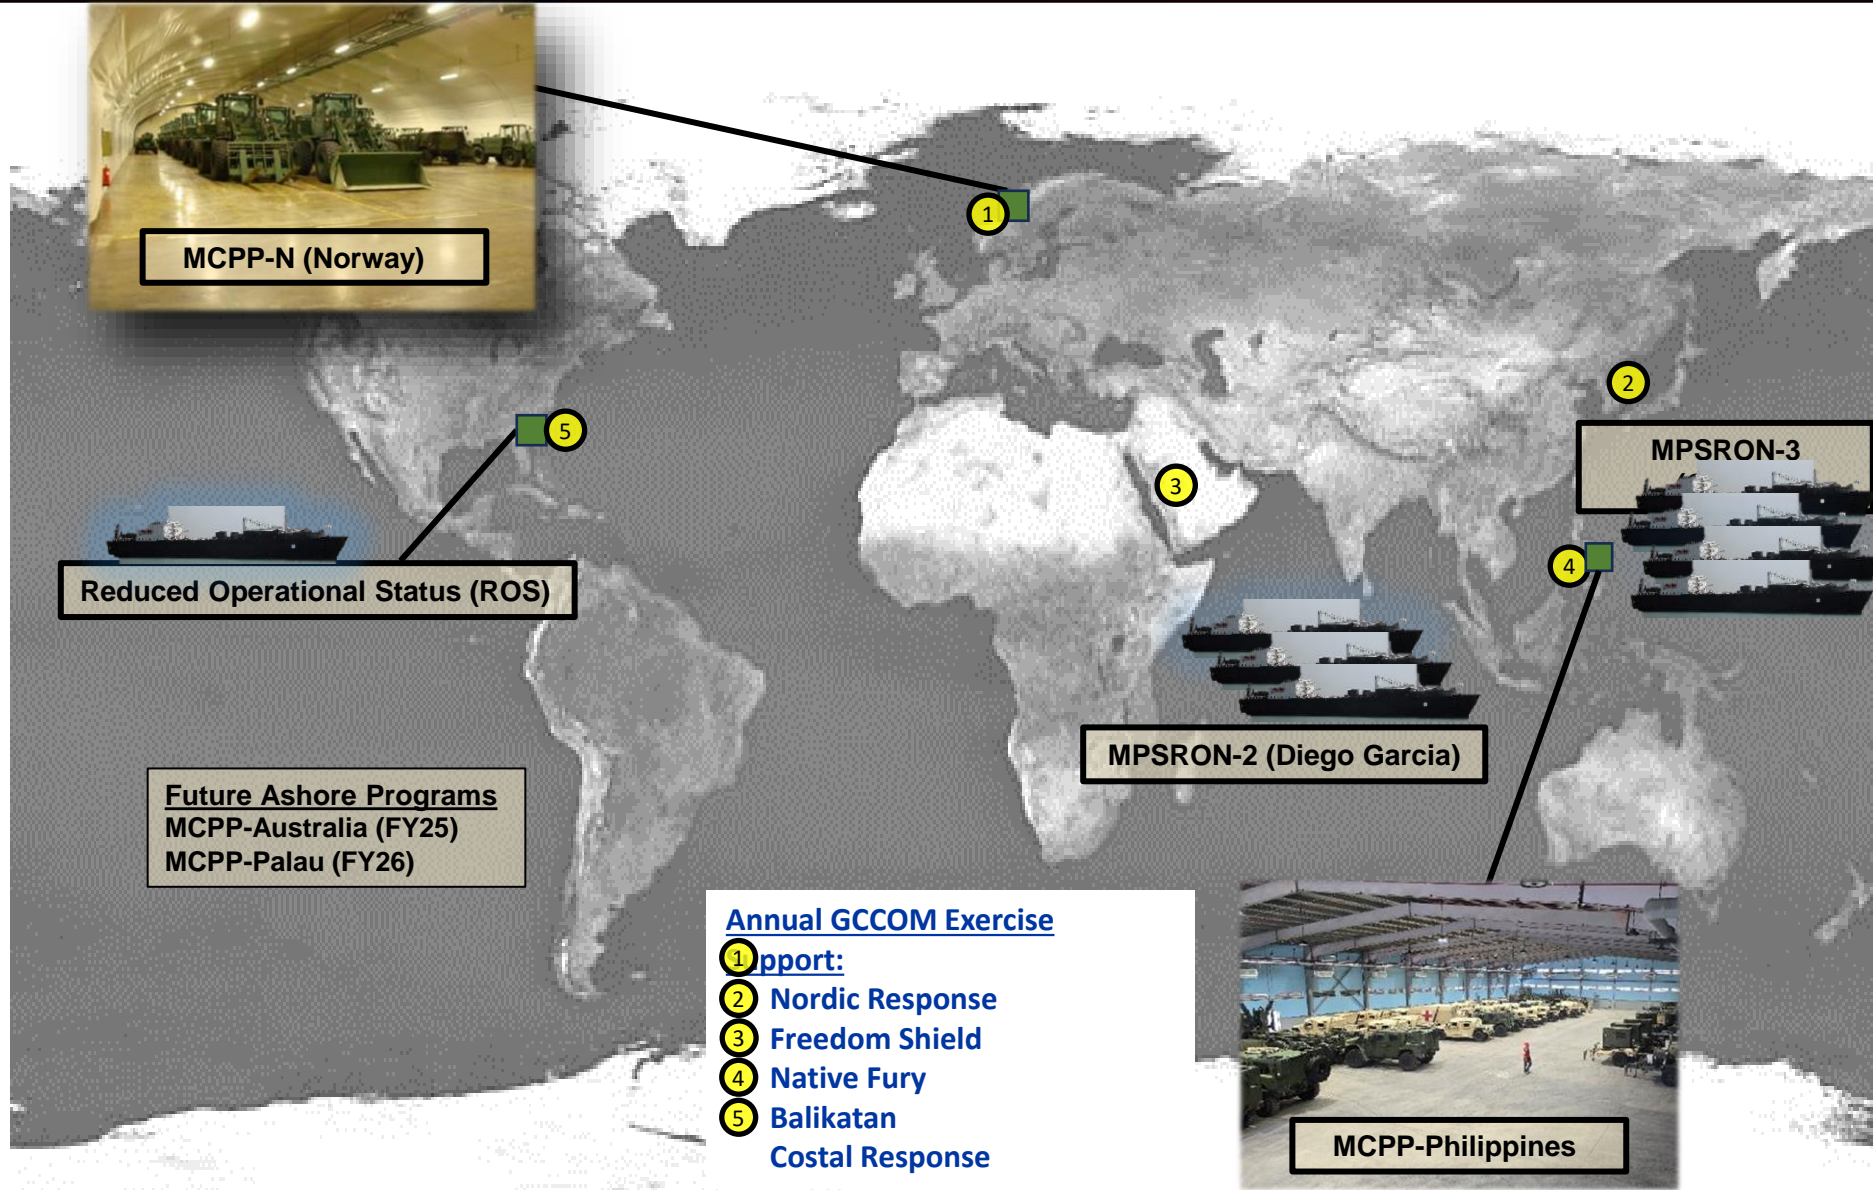 MCPP-N (Norway)
1
2
5
MPSRON-3
3
4
Reduced Operational Status (ROS)
MPSRON-2 (Diego Garcia)
Future Ashore Programs
MCPP-Australia (FY25)
MCPP-Palau (FY26)
Annual GCCOM Exercise
1 pport:
2 Nordic Response
3 Freedom Shield
4 Native Fury
5 Balikatan
Costal Response
MCPP-Philippines